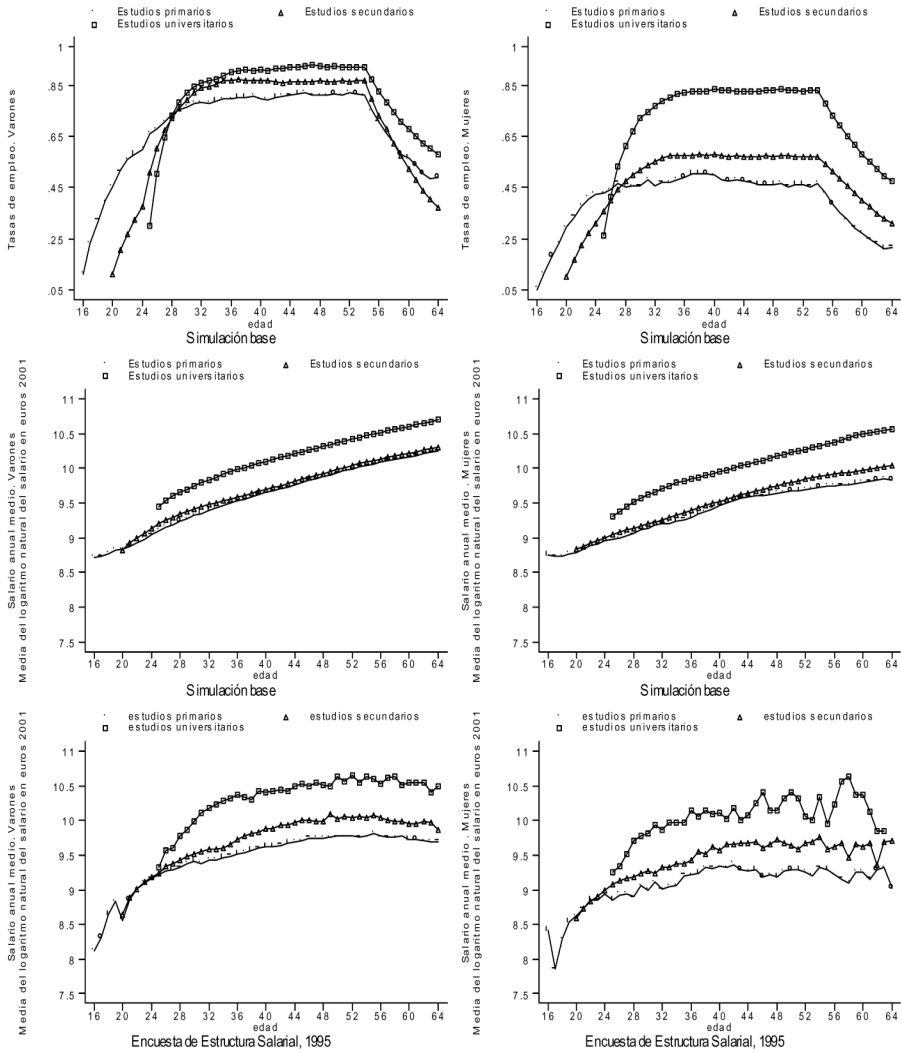 Estudios primarios
Estudios secundarios
Estudios universitarios
Tasas de empleo. Varones
1
.85
.65
.45
.25
.05
16 20 24 28 32 36 40 44 48 52 56 60 64
edad
Simulación base
Estudios primarios
Estudios secundarios
Estudios universitarios
Tasas de empleo. Mujeres
1
.85
.65
.45
.25
.05
16 20 24 28 32 36 40 44 48 52 56 60 64
edad
Simulación base
Estudios primarios
Estudios secundarios
Estudios universitarios
Salario anual medio. Varones
Media del logaritmo natural del salario en euros 2001
11
10.5
10
9.5
9
8.5
8
7.5
16 20 24 28 32 36 40 44 48 52 56 60 64
edad
Simulación base
Estudios primarios
Estudios secundarios
Estudios universitarios
Salario anual medio. Mujeres
Media del logaritmo natural del salario en euros 2001
11
10.5
10
9.5
9
8.5
8
7.5
16 20 24 28 32 36 40 44 48 52 56 60 64
edad
Simulación base
estudios primarios
estudios secundarios
estudios universitarios
Salario anual medio. Varones
Media del logaritmo natural del salario en euros 2001
11
10.5
10
9.5
9
8.5
8
7.5
16 20 24 28 32 36 40 44 48 52 56 60 64
edad
Encuesta de Estructura Salarial, 1995
estudios primarios
estudios secundarios
estudios universitarios
Salario anual medio. Mujeres
Media del logaritmo natural del salario en euros 2001
11
10.5
10
9.5
9
8.5
8
7.5
16 20 24 28 32 36 40 44 48 52 56 60 64
edad
Encuesta de Estructura Salarial, 1995